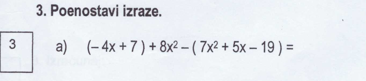 3. Poenostavi izraze.
3 a) (– 4x + 7 ) + 8x² – ( 7x² + 5x – 19 ) =